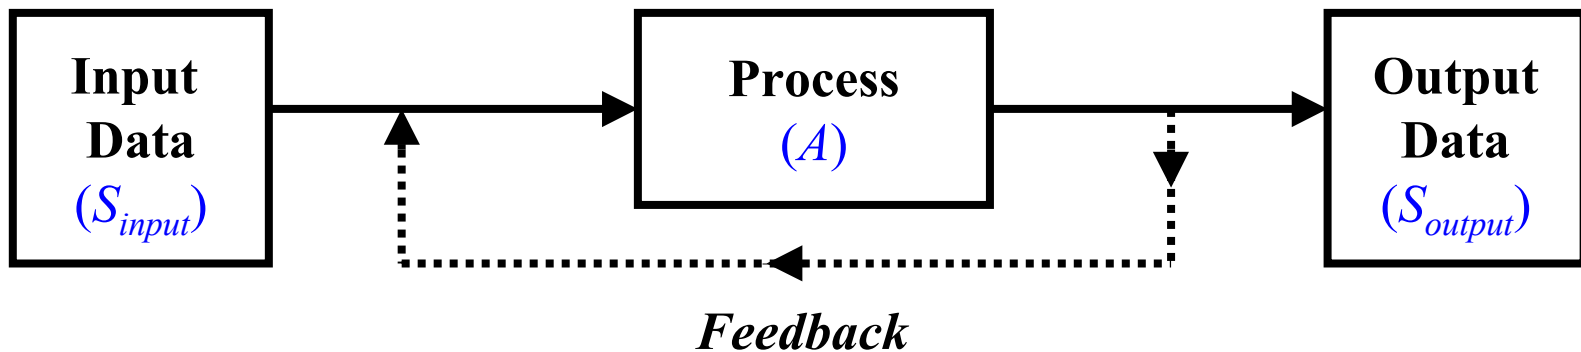 Input
Data
(S_input)
Process
(A)
Output
Data
(S_output)
Feedback